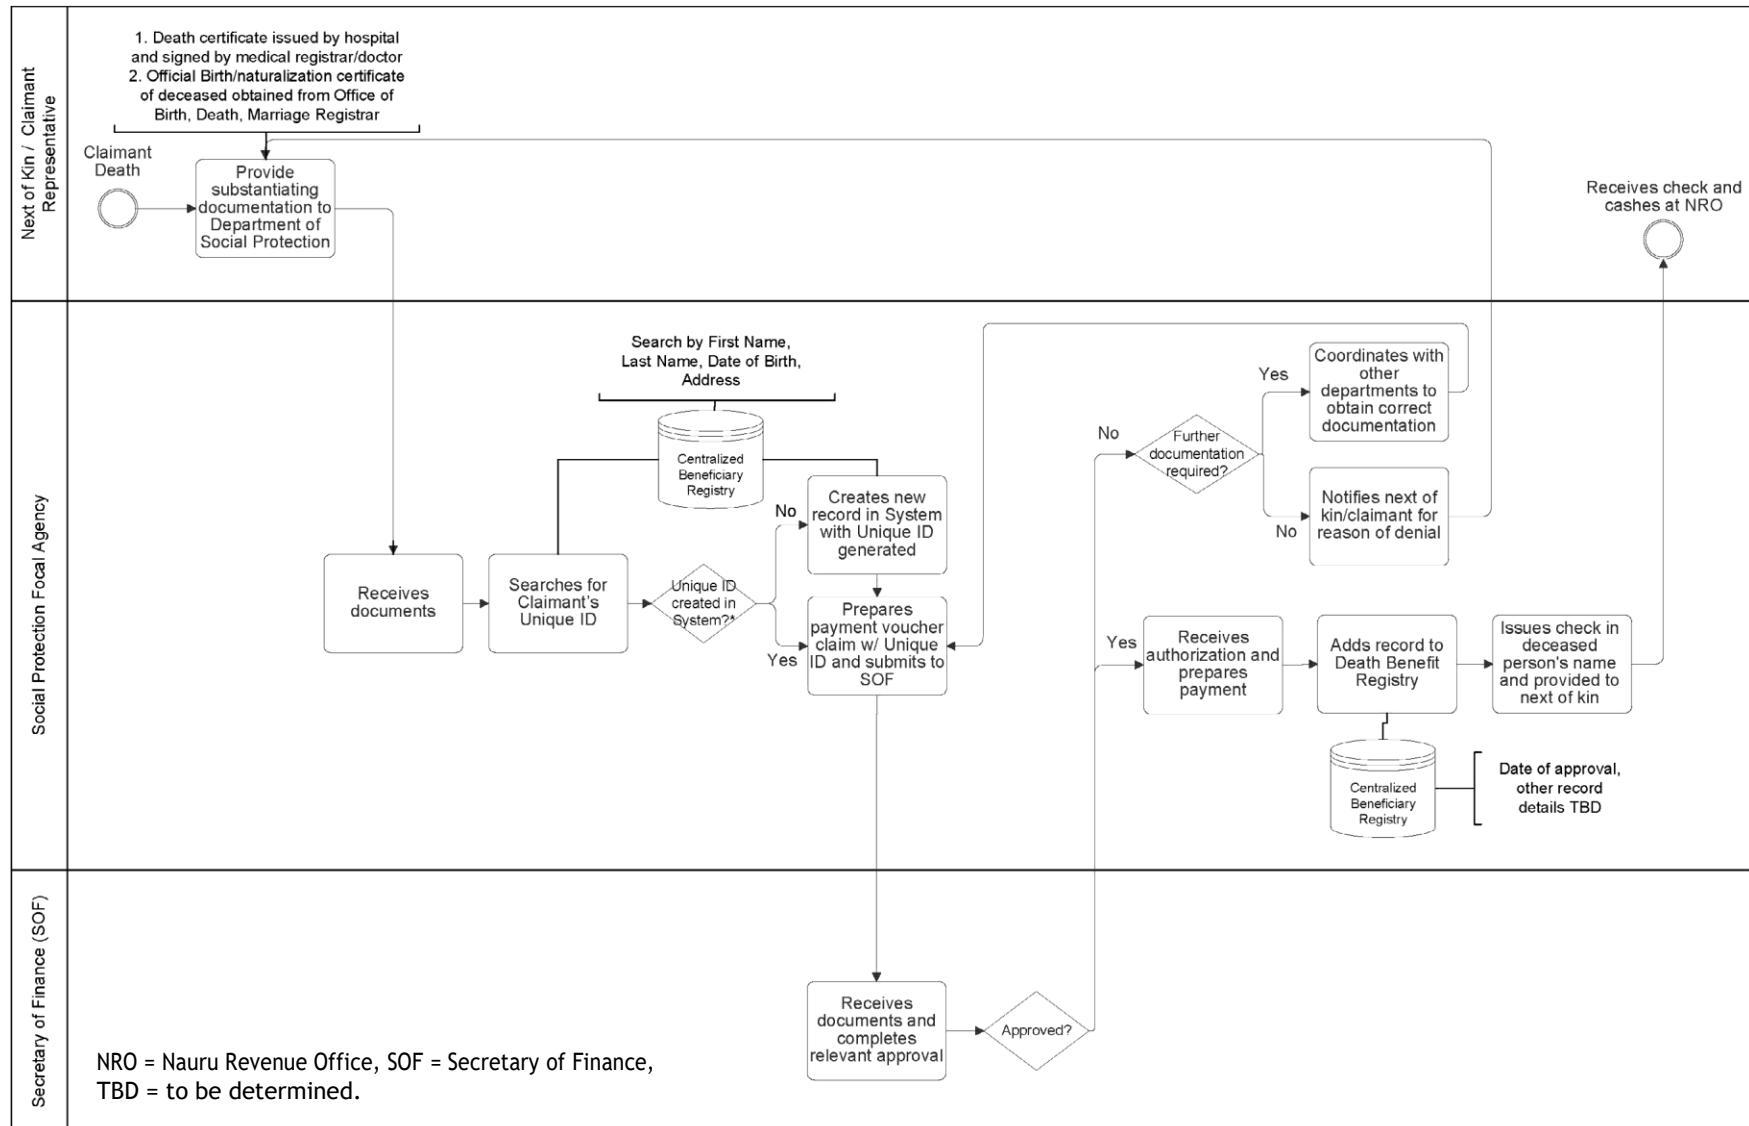 Next of Kin / Claimant
Representative
1. Death certificate issued by hospital
and signed by medical registrar/doctor
2. Official Birth/naturalization certificate
of deceased obtained from Office of
Birth, Death, Marriage Registrar
Claimant
Death
Provide
substantiating
documentation to
Department of
Social Protection
Receives check and
cashes at NRO
Social Protection Focal Agency
Search by First Name,
Last Name, Date of Birth,
Address
Centralized
Beneficiary
Registry
Receives
documents
Searches for
Claimant's
Unique ID
Unique ID
created in
System?*
No
Creates new
record in System
with Unique ID
generated
Yes
Prepares
payment voucher
claim w/ Unique
ID and submits to
SOF
No
Further
documentation
required?
Yes
Coordinates with
other
departments to
obtain correct
documentation
No
Notifies next of
kin/claimant for
reason of denial
Yes
Receives
authorization and
prepares
payment
Adds record to
Death Benefit
Registry
Issues check in
deceased
person's name
and provided to
next of kin
Centralized
Beneficiary
Registry
Date of approval,
other record
details TBD
Secretary of Finance (SOF)
Receives
documents and
completes
relevant approval
Approved?
NRO = Nauru Revenue Office, SOF = Secretary of Finance,
TBD = to be determined.